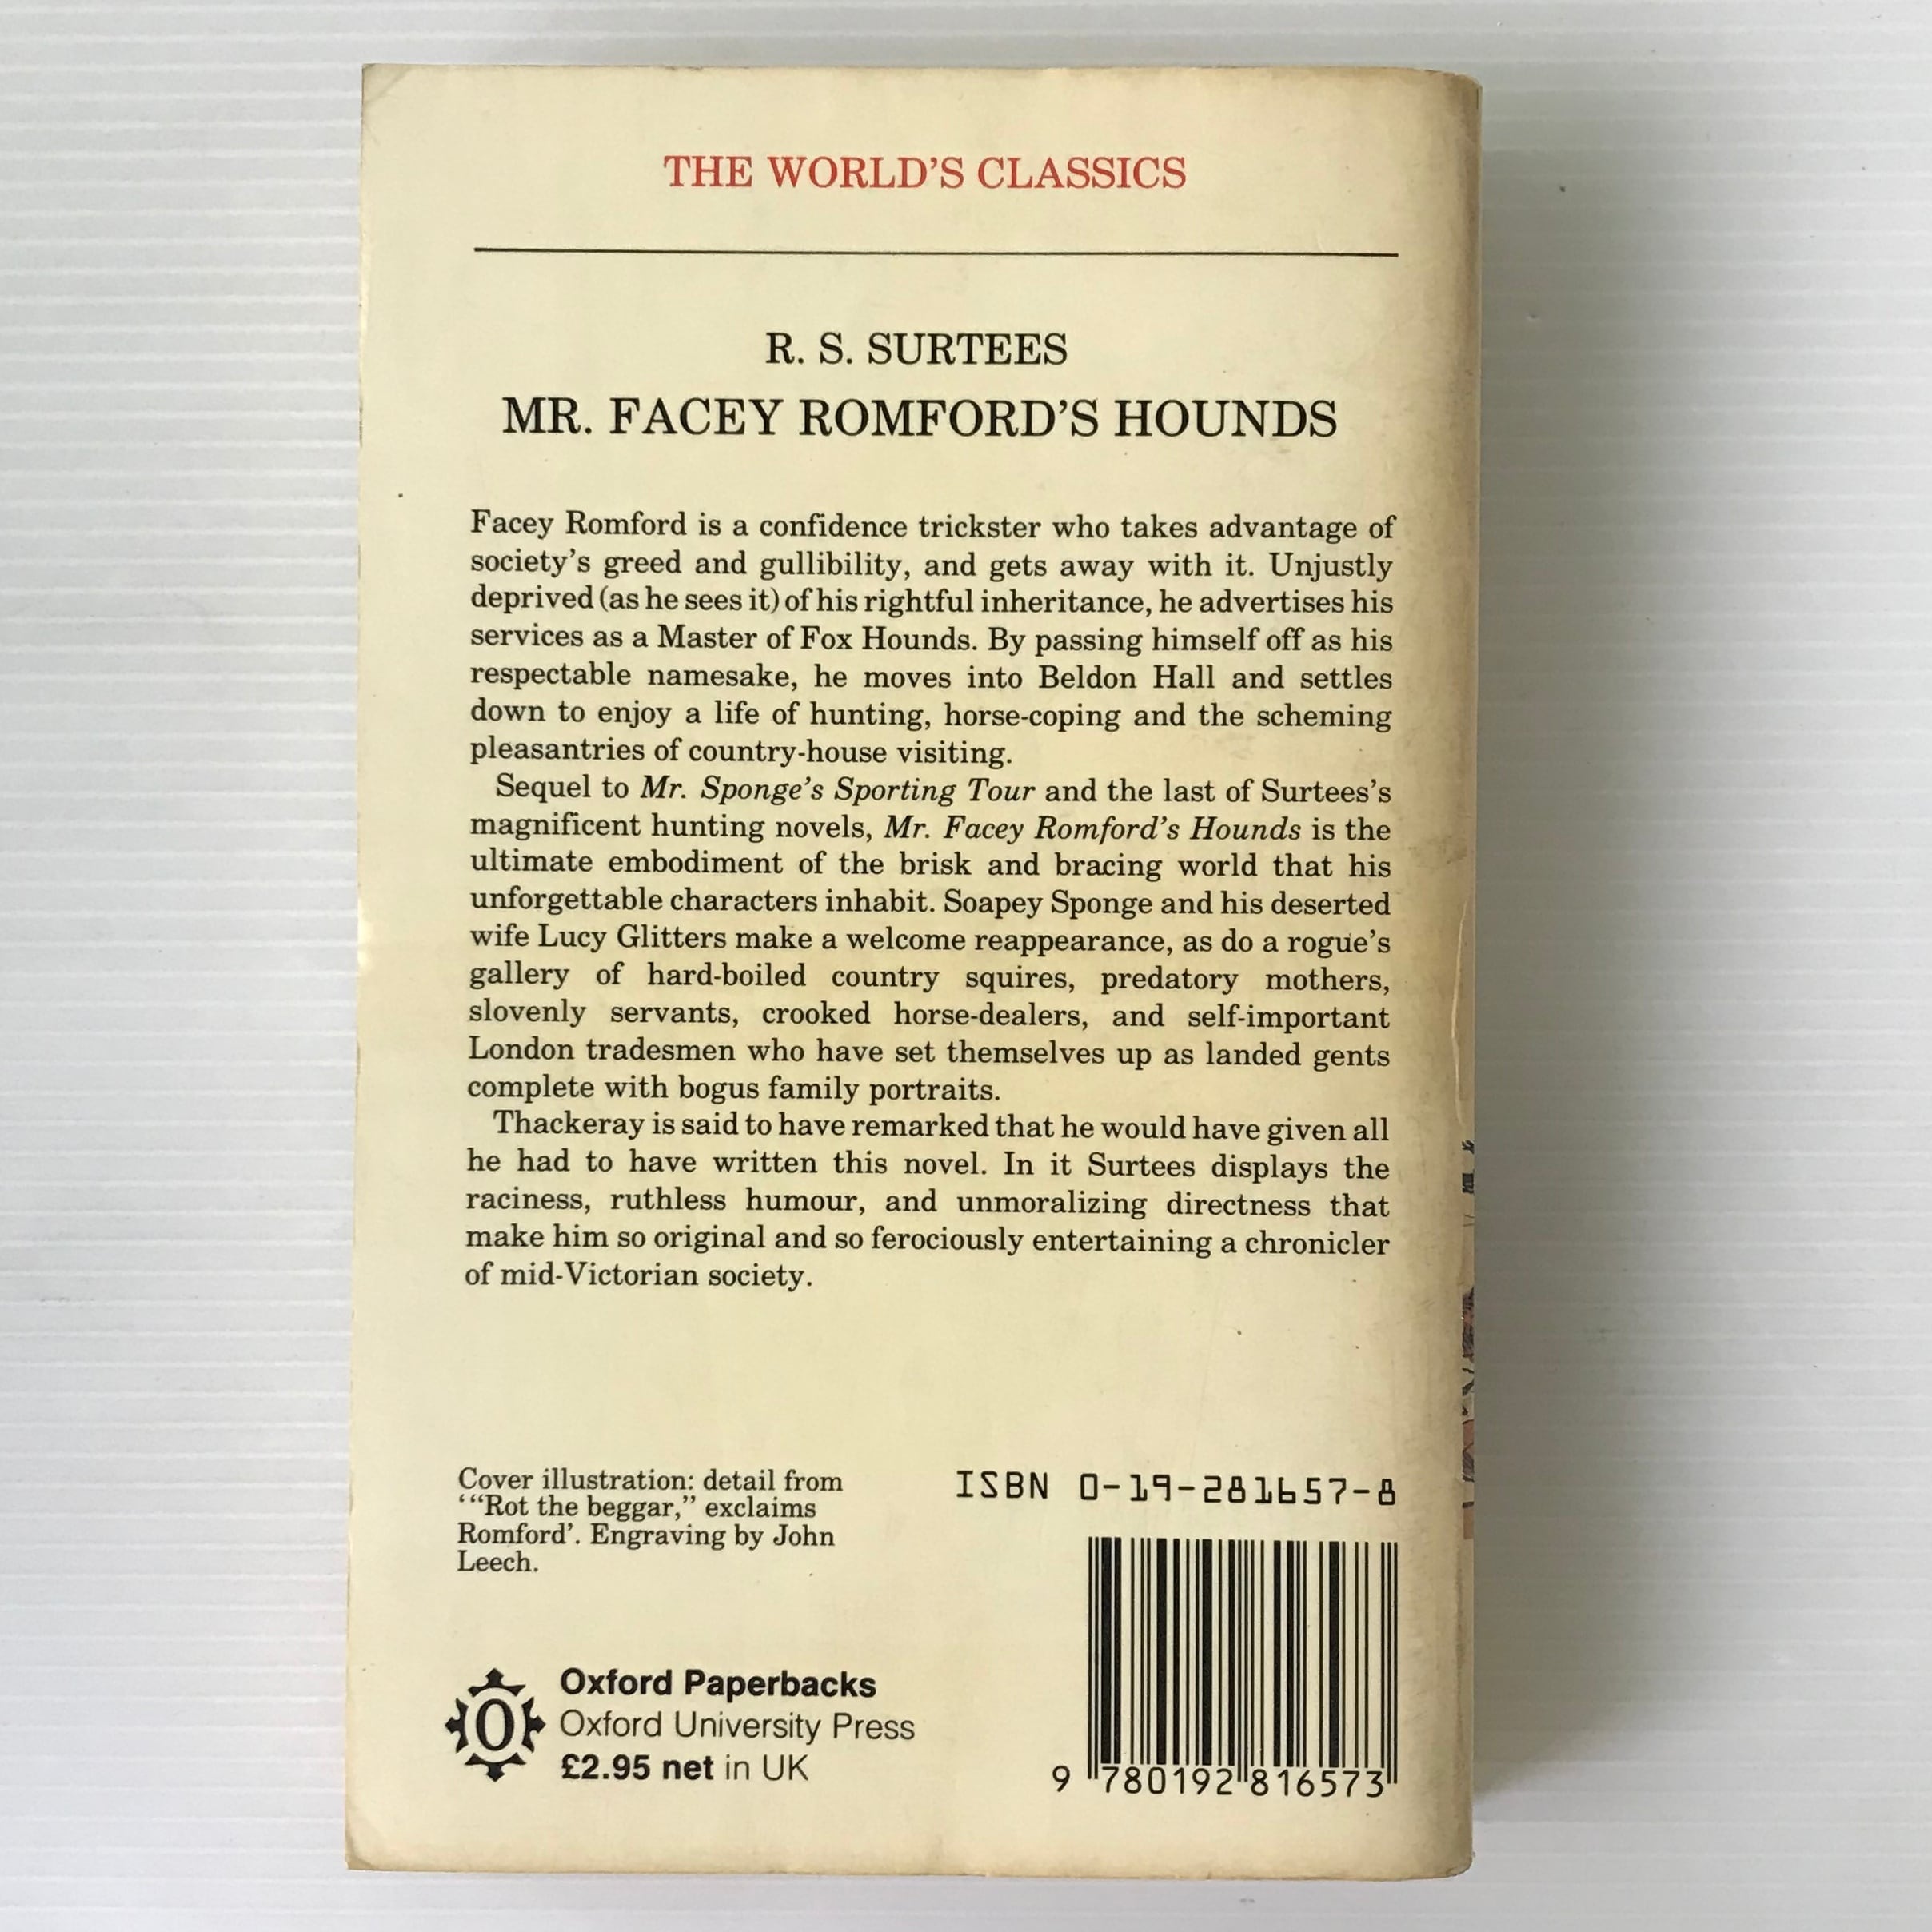 THE WORLD'S CLASSICS
R. S. SURTEES
MR. FACEY ROMFORD'S HOUNDS
Facey Romford is a confidence trickster who takes advantage of
society's greed and gullibility, and gets away with it. Unjustly
deprived (as he sees it) of his rightful inheritance, he advertises his
services as a Master of Fox Hounds. By passing himself off as his
respectable namesake, he moves into Beldon Hall and settles
down to enjoy a life of hunting, horse-coping and the scheming
pleasantries of country-house visiting.
Sequel to Mr. Sponge's Sporting Tour and the last of Surtees's
magnificent hunting novels, Mr. Facey Romford's Hounds is the
ultimate embodiment of the brisk and bracing world that his
unforgettable characters inhabit. Soapey Sponge and his deserted
wife Lucy Glitters make a welcome reappearance, as do a rogue's
gallery of hard-boiled country squires, predatory mothers,
slovenly servants, crooked horse-dealers, and self-important
London tradesmen who have set themselves up as landed gents
complete with bogus family portraits.
Thackeray is said to have remarked that he would have given all
he had to have written this novel. In it Surtees displays the
raciness, ruthless humour, and unmoralizing directness that
make him so original and so ferociously entertaining a chronicler
of mid-Victorian society.
Cover illustration: detail from
‘“Rot the beggar,” exclaims
Romford’. Engraving by John
Leech.
O
Oxford Paperbacks
Oxford University Press
£2.95 net in UK
ISBN 0-19-281657-8
9 780192 816573